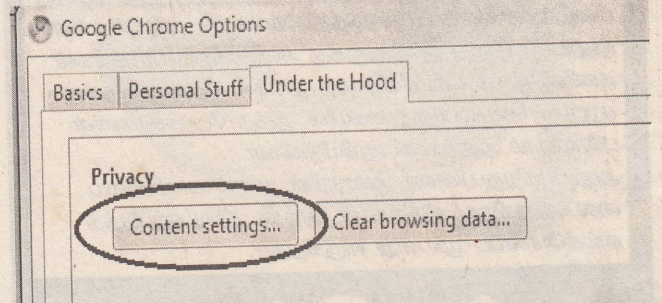 Google Chrome Options
Basics Personal Stuff Under the Hood
Privacy
Content settings... Clear browsing data...